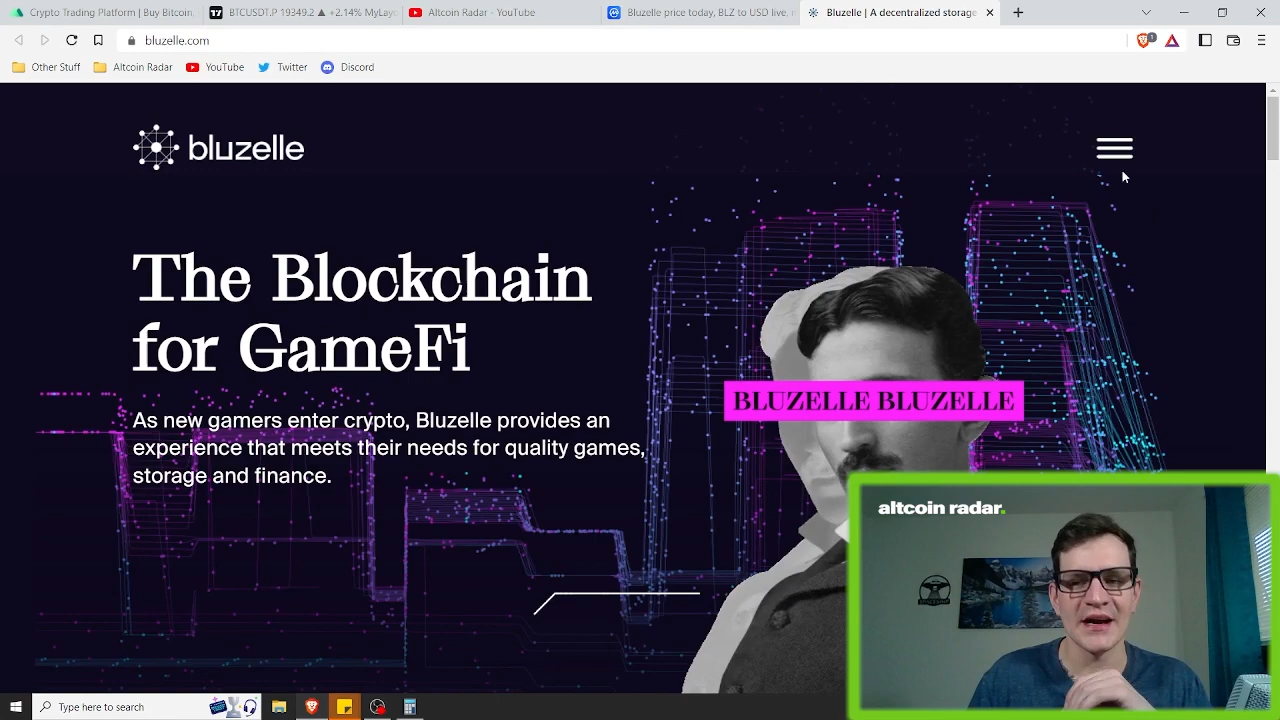 Crypto Trading Platform | Buy Bitcoin,
BTCUSDT.P 19349.2 ▲ +2.14% MyLayo
Altcoin Radar - YouTube
Bluzelle price today, BLZ to USD live, m
Bluzelle | A decentralized storage
bluzelle.com
1
Other Stuff
Altcoin Radar
YouTube
Twitter
Discord
bluzelle
The Blockchain
for GameFi
As new gamers enter crypto, Bluzelle provides an
experience that meets their needs for quality games,
storage and finance.
BLUZELLE BLUZELLE
altcoin radar.
Type here to search